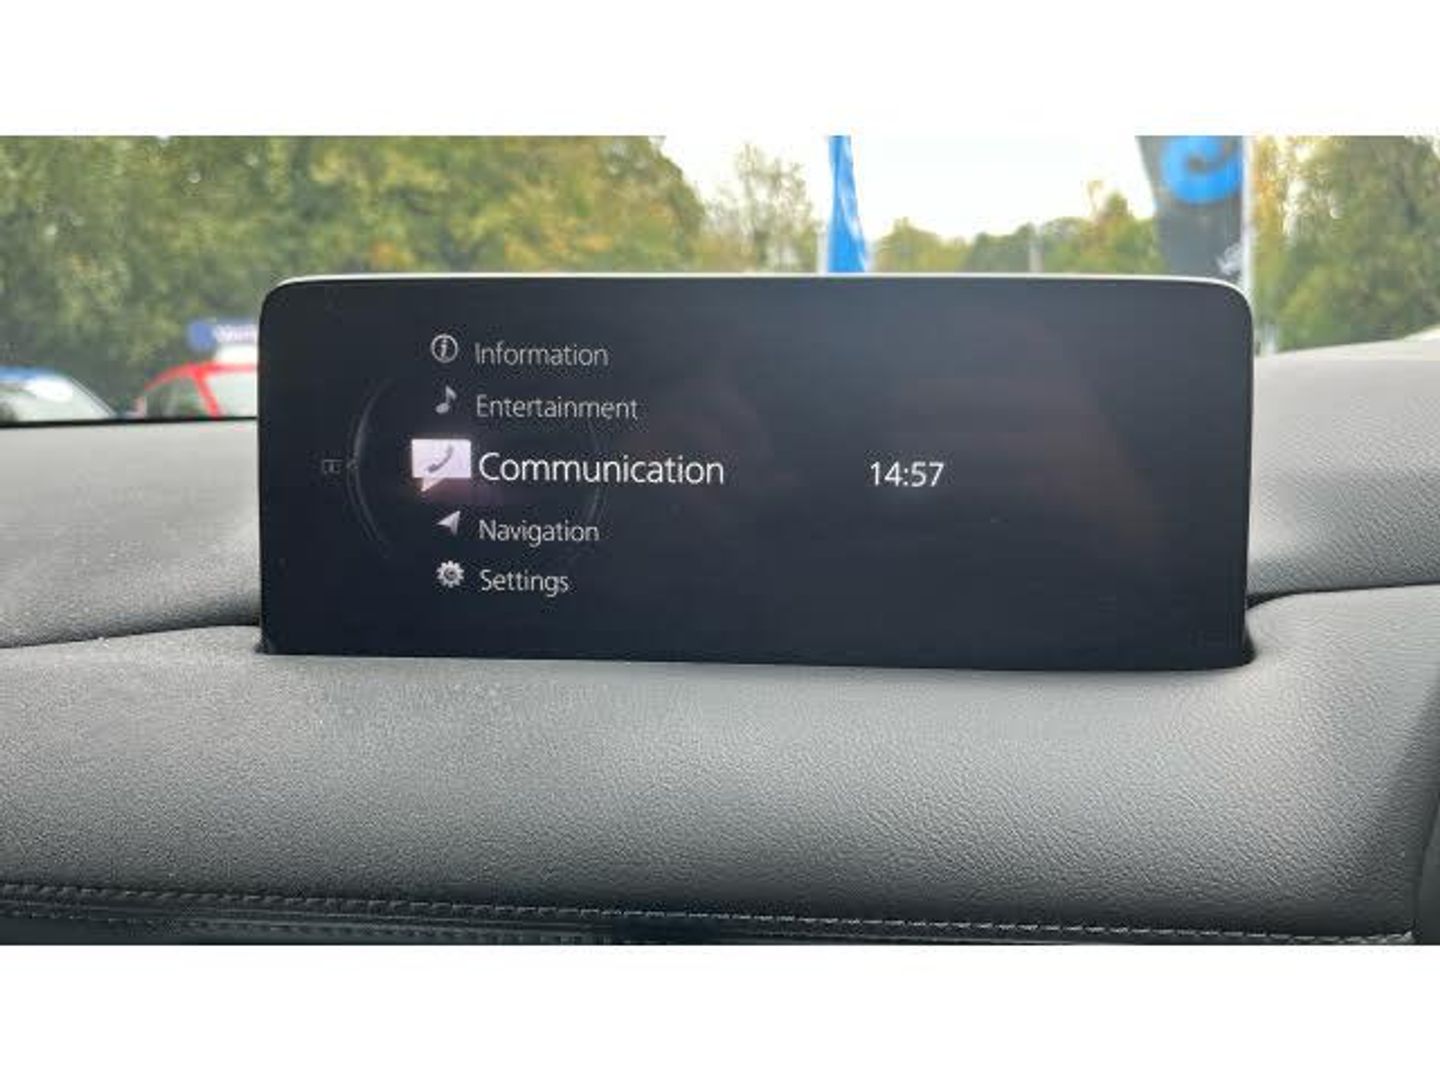 Information
Entertainment
Communication
14:57
Navigation
Settings